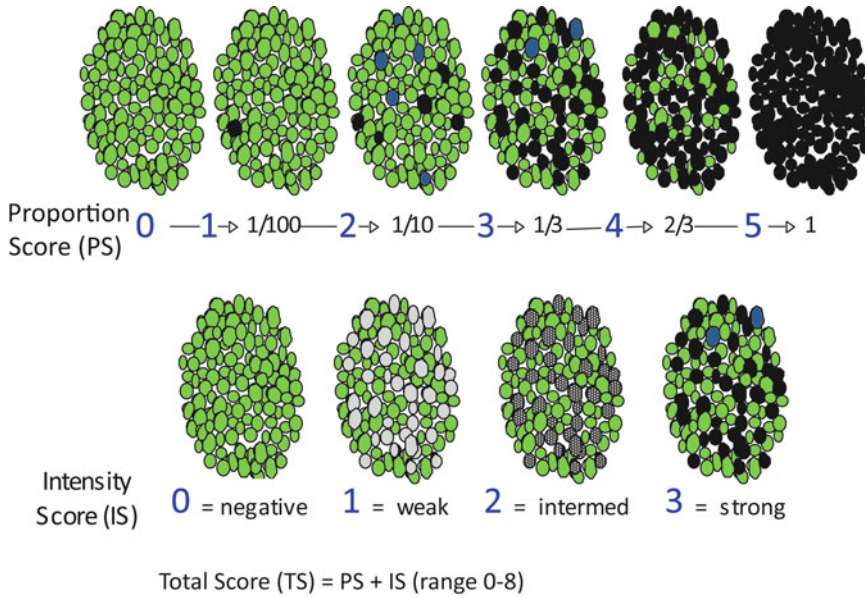 Proportion
Score (PS)
0 → 1 → 1/100 → 2 → 1/10 → 3 → 1/3 → 4 → 2/3 → 5 → 1
Intensity
Score (IS)
0 = negative 1 = weak 2 = intermed 3 = strong
Total Score (TS) = PS + IS (range 0-8)